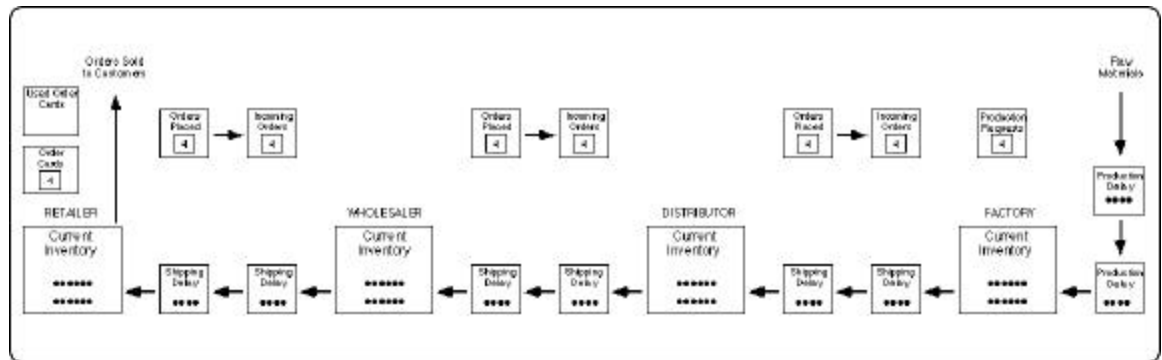 Orders Sold
to Customers
Raw
Materials
Used Order
Cards
Orders
Placed
4
Incoming
Orders
4
Orders
Placed
4
Incoming
Orders
4
Orders
Placed
4
Incoming
Orders
4
Production
Requests
4
Order
Cards
4
Production
Delay
RETAILER
WHOLESALER
DISTRIBUTOR
FACTORY
Current
Inventory
Current
Inventory
Current
Inventory
Current
Inventory
Shipping
Delay
Shipping
Delay
Shipping
Delay
Shipping
Delay
Shipping
Delay
Shipping
Delay
Production
Delay